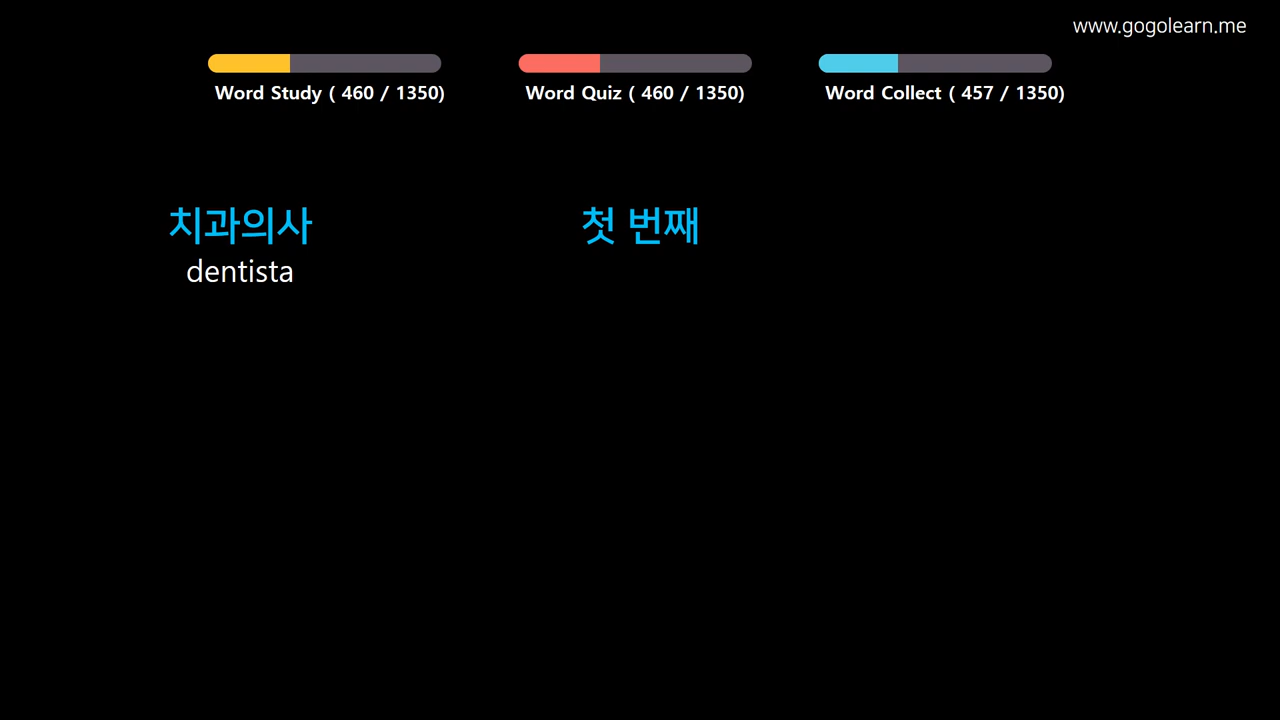 www.gogolearn.me
Word Study ( 460 / 1350)
Word Quiz ( 460 / 1350)
Word Collect ( 457 / 1350)
치과의사
첫 번째
dentista